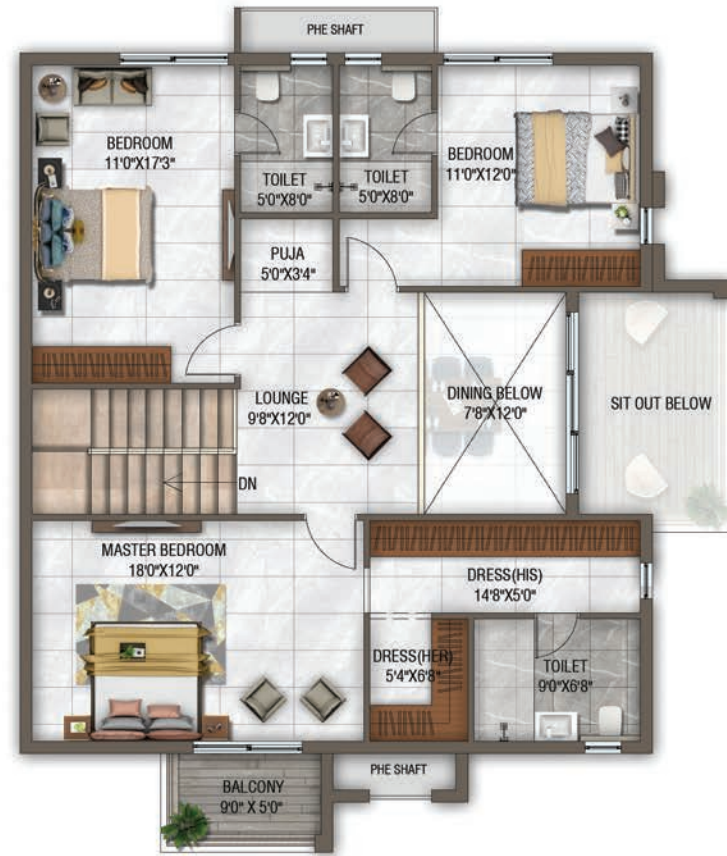 PHE SHAFT
BEDROOM
11'0"X17'3"
TOILET
5'0"X8'0"
TOILET
5'0"X8'0"
BEDROOM
11'0"X12'0"
PUJA
5'0"X3'4"
LOUNGE
9'8"X12'0"
DINING BELOW
7'8"X12'0"
SIT OUT BELOW
DN
MASTER BEDROOM
18'0"X12'0"
DRESS(HIS)
14'8"X5'0"
DRESS(HER)
5'4"X6'8"
TOILET
9'0"X6'8"
BALCONY
9'0" X 5'0"
PHE SHAFT